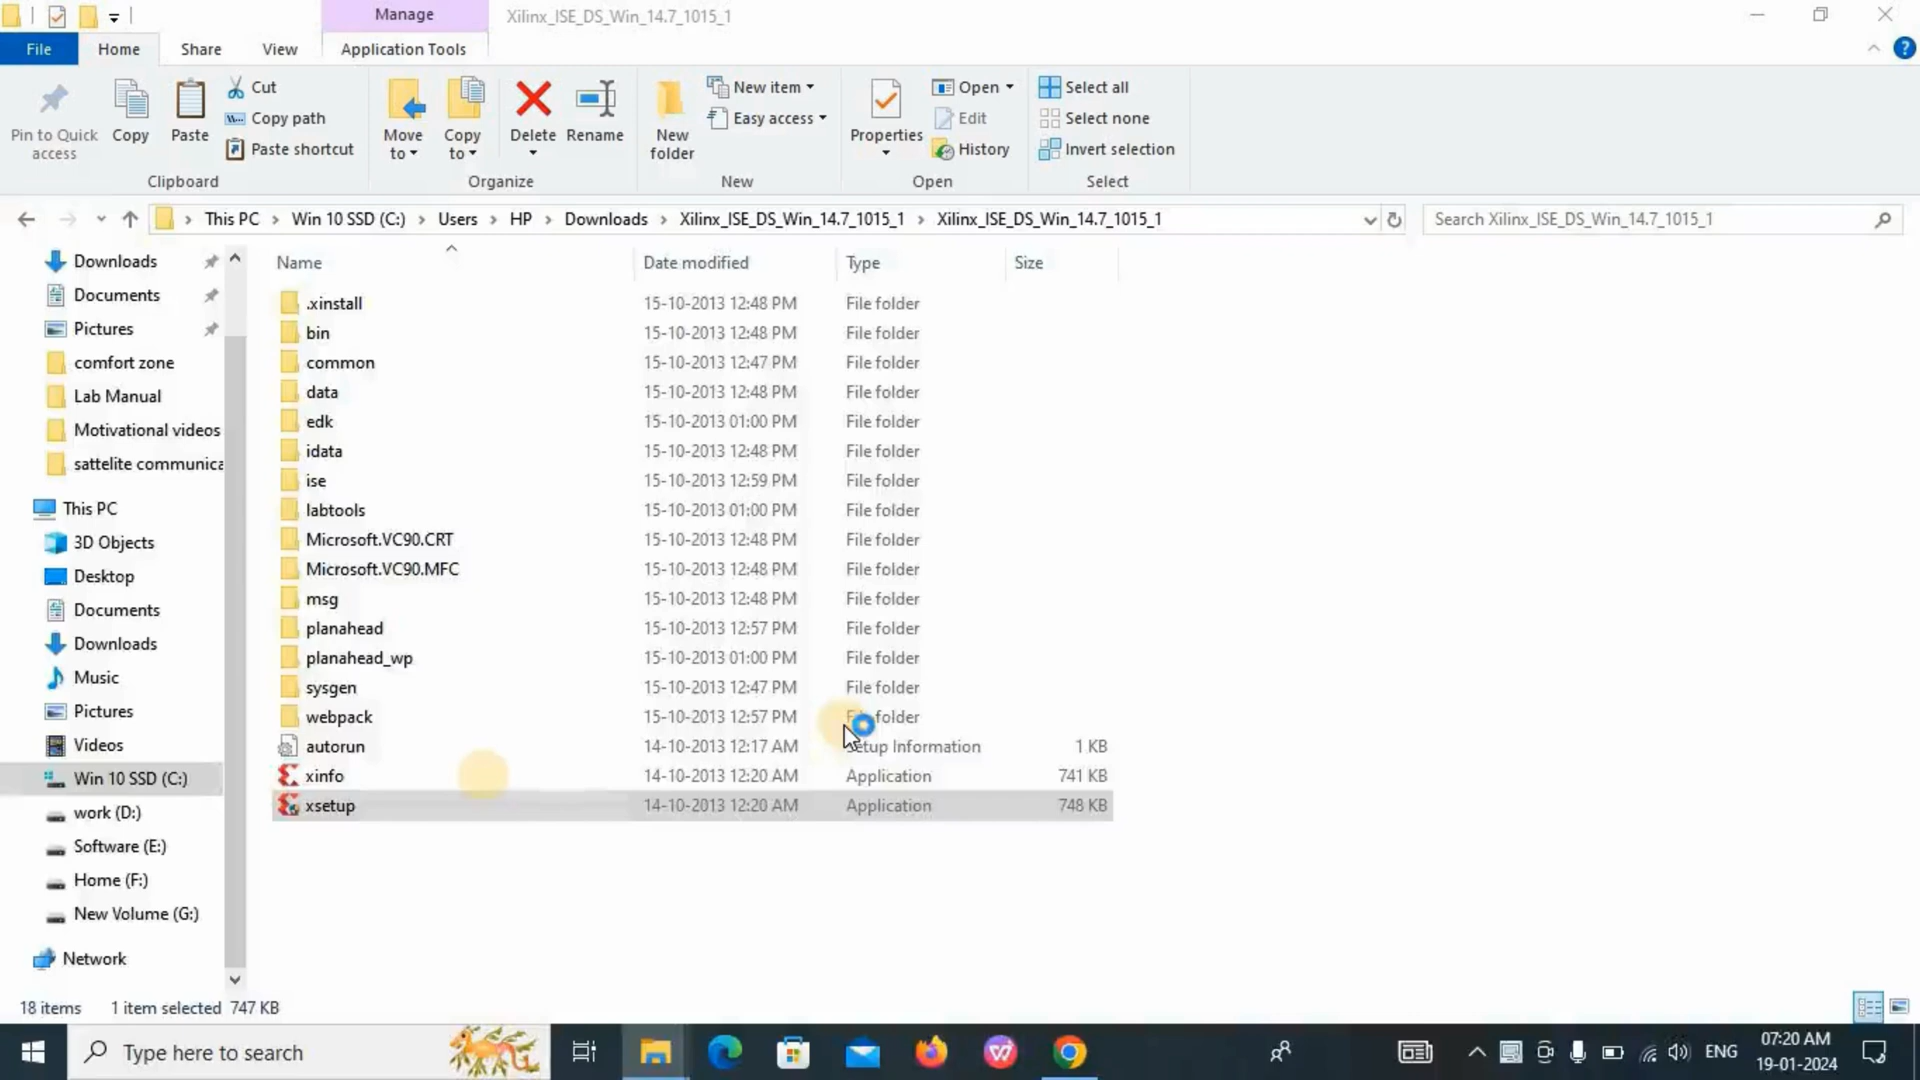 Manage
Xilinx_ISE_DS_Win_14.7_1015_1
File
Home
Share
View
Application Tools
Pin to Quick access
Copy
Paste
Cut
Copy path
Paste shortcut
Move to
Copy to
Delete
Rename
New folder
New item
Easy access
Properties
Open
Edit
History
Select all
Select none
Invert selection
Clipboard
Organize
New
Open
Select
This PC > Win 10 SSD (C:) > Users > HP > Downloads > Xilinx_ISE_DS_Win_14.7_1015_1 > Xilinx_ISE_DS_Win_14.7_1015_1
Search Xilinx_ISE_DS_Win_14.7_1015_1
Downloads
Documents
Pictures
comfort zone
Lab Manual
Motivational videos
sattelite communica
This PC
3D Objects
Desktop
Documents
Downloads
Music
Pictures
Videos
Win 10 SSD (C:)
work (D:)
Software (E:)
Home (F:)
New Volume (G:)
Network
Name Date modified Type Size
.xinstall 15-10-2013 12:48 PM File folder
bin 15-10-2013 12:48 PM File folder
common 15-10-2013 12:47 PM File folder
data 15-10-2013 12:48 PM File folder
edk 15-10-2013 01:00 PM File folder
idata 15-10-2013 12:48 PM File folder
ise 15-10-2013 12:59 PM File folder
labtools 15-10-2013 01:00 PM File folder
Microsoft.VC90.CRT 15-10-2013 12:48 PM File folder
Microsoft.VC90.MFC 15-10-2013 12:48 PM File folder
msg 15-10-2013 12:48 PM File folder
planahead 15-10-2013 12:57 PM File folder
planahead_wp 15-10-2013 01:00 PM File folder
sysgen 15-10-2013 12:47 PM File folder
webpack 15-10-2013 12:57 PM File folder
autorun 14-10-2013 12:17 AM Setup Information 1 KB
xinfo 14-10-2013 12:20 AM Application 741 KB
xsetup 14-10-2013 12:20 AM Application 748 KB
18 items 1 item selected 747 KB
Type here to search
ENG
07:20 AM
19-01-2024